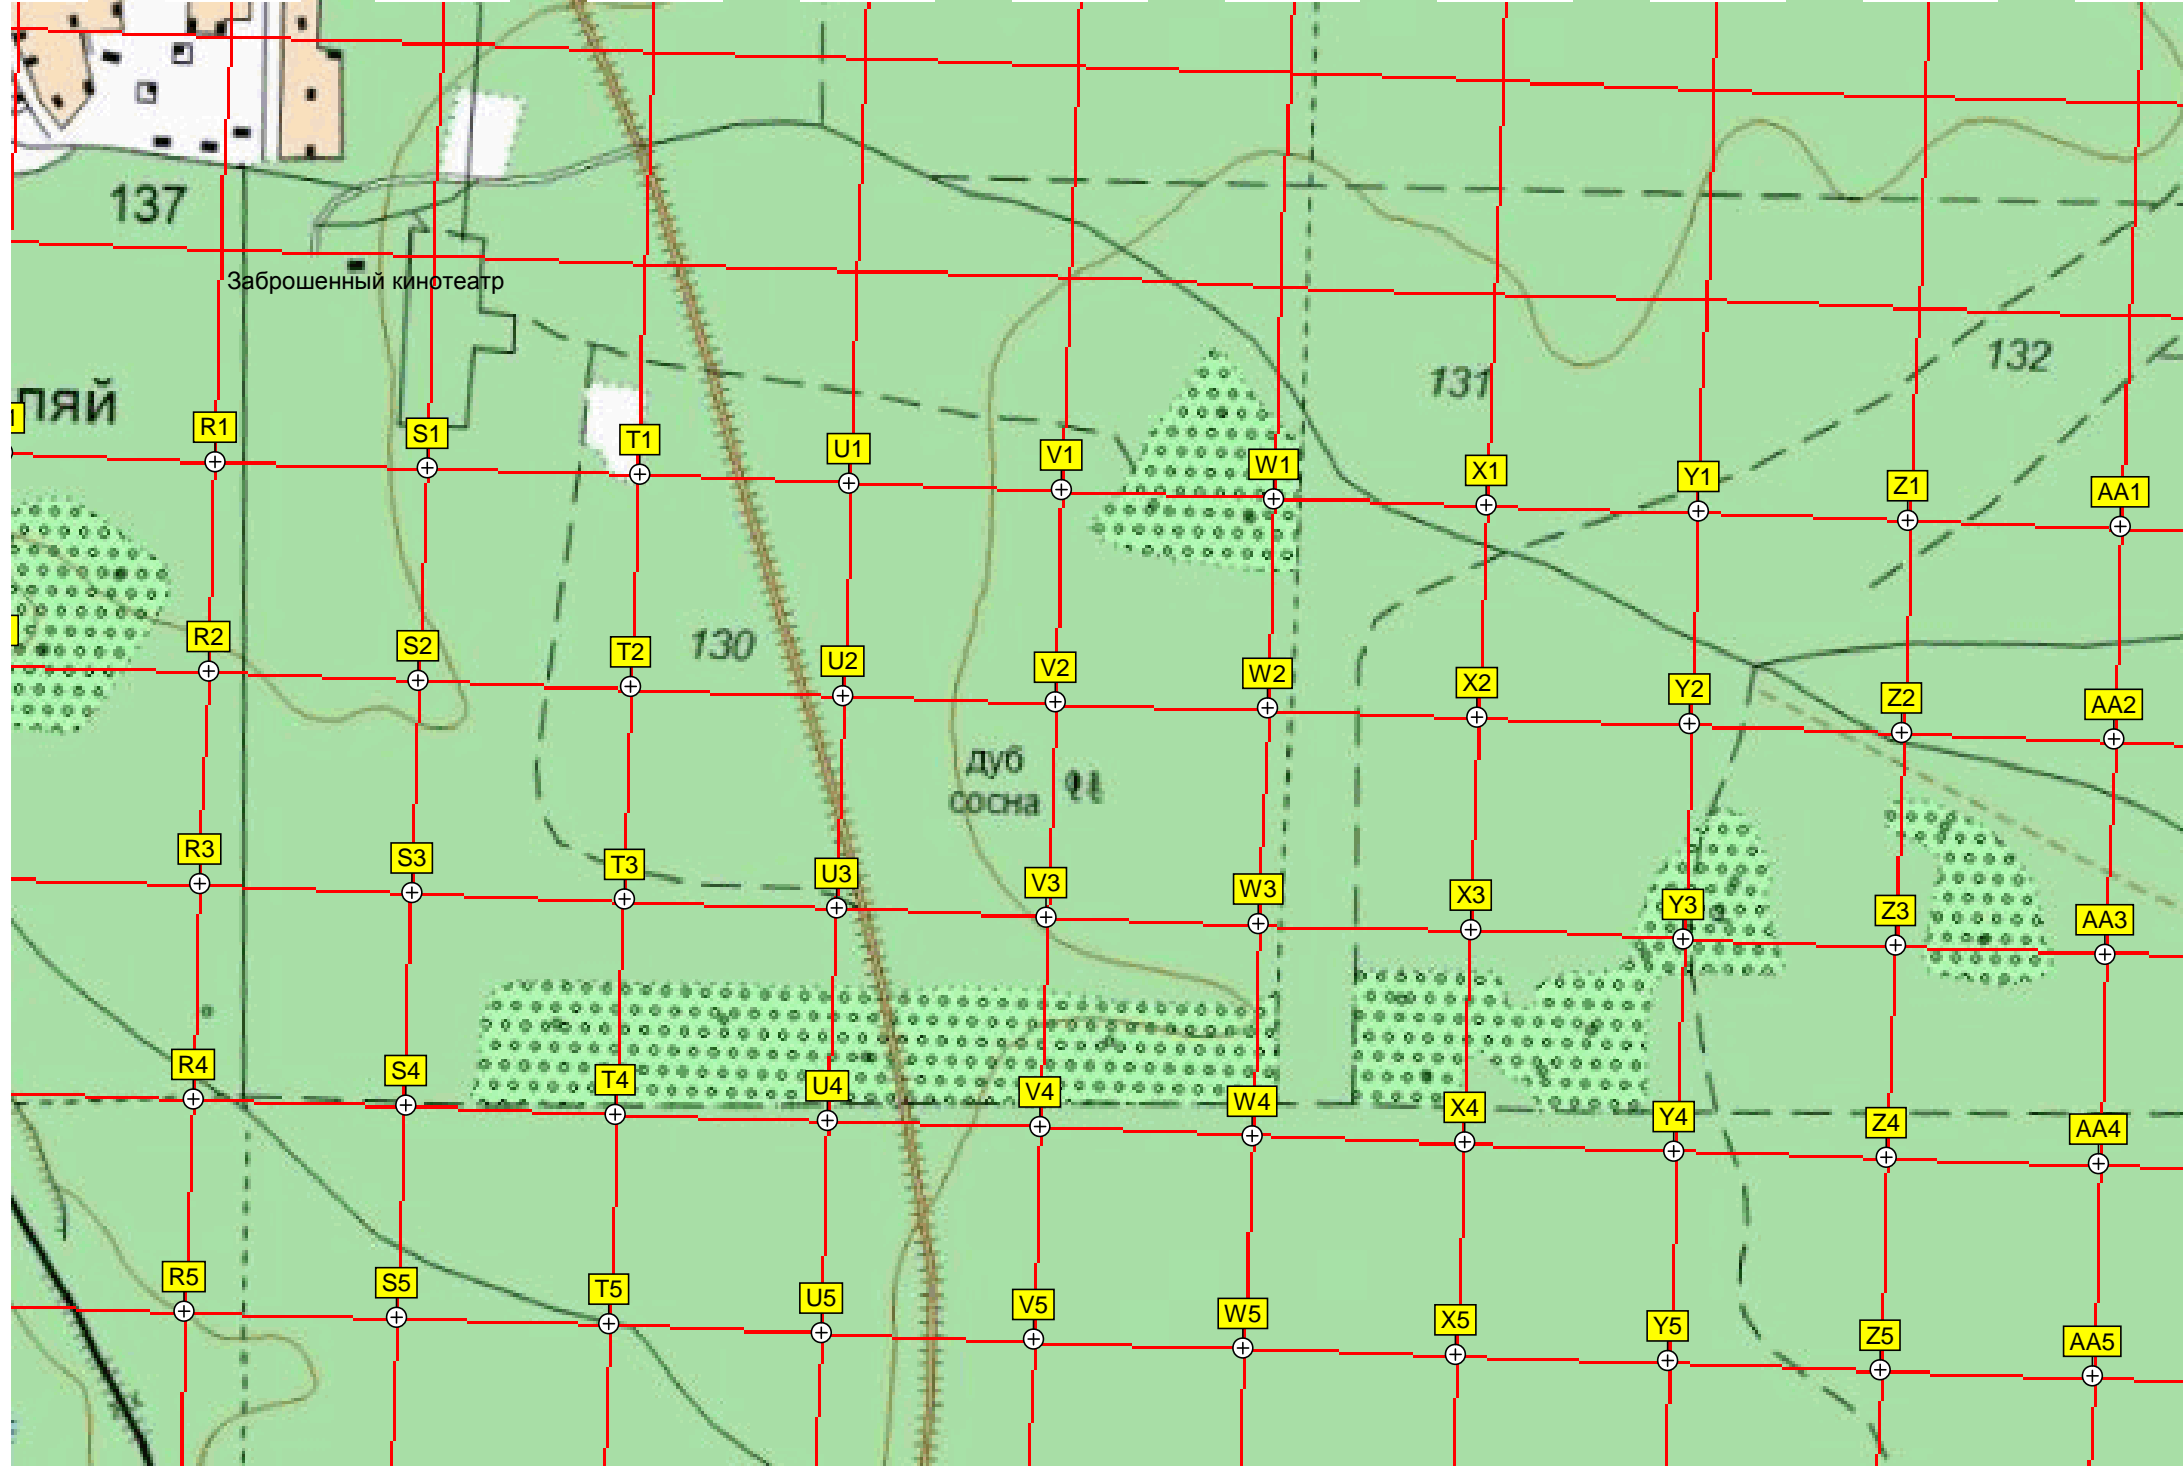 137
Заброшенный кинотеатр
132
131
ЛЯЙ
R1
S1
T1
U1
V1
W1
X1
Y1
Z1
AA1
130
R2
S2
T2
U2
V2
W2
X2
Y2
Z2
AA2
дуб
сосна
R3
S3
T3
U3
V3
W3
X3
Y3
Z3
AA3
R4
S4
T4
U4
V4
W4
X4
Y4
Z4
AA4
R5
S5
T5
U5
V5
W5
X5
Y5
Z5
AA5